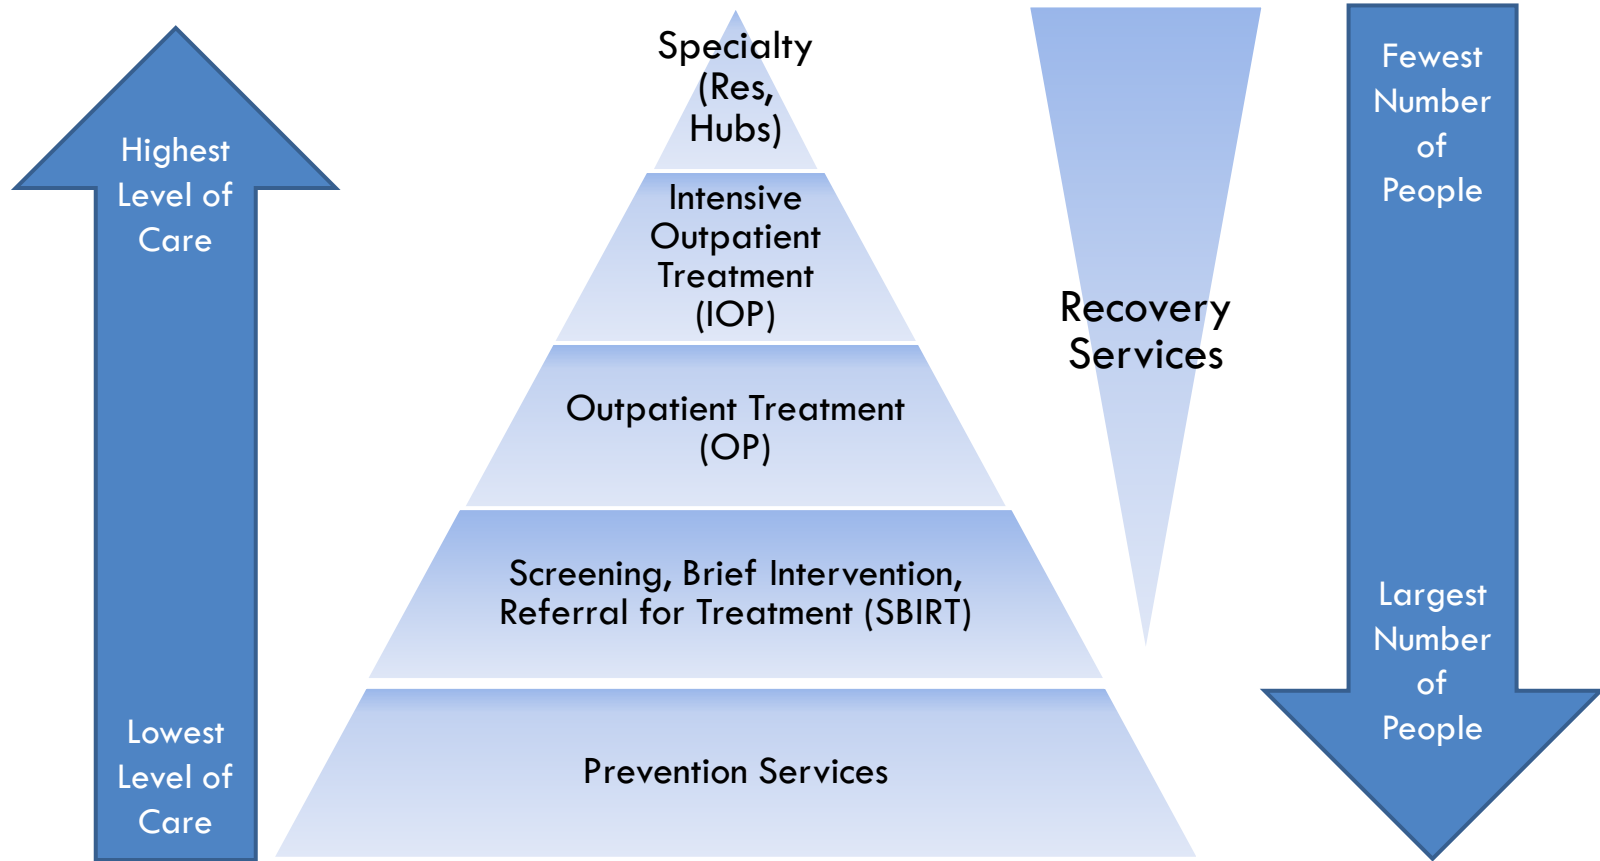 Highest
Level of
Care
Lowest
Level of
Care
Specialty
(Res,
Hubs)
Intensive
Outpatient
Treatment
(IOP)
Outpatient Treatment
(OP)
Screening, Brief Intervention,
Referral for Treatment (SBIRT)
Prevention Services
Recovery
Services
Fewest
Number
of
People
Largest
Number
of
People